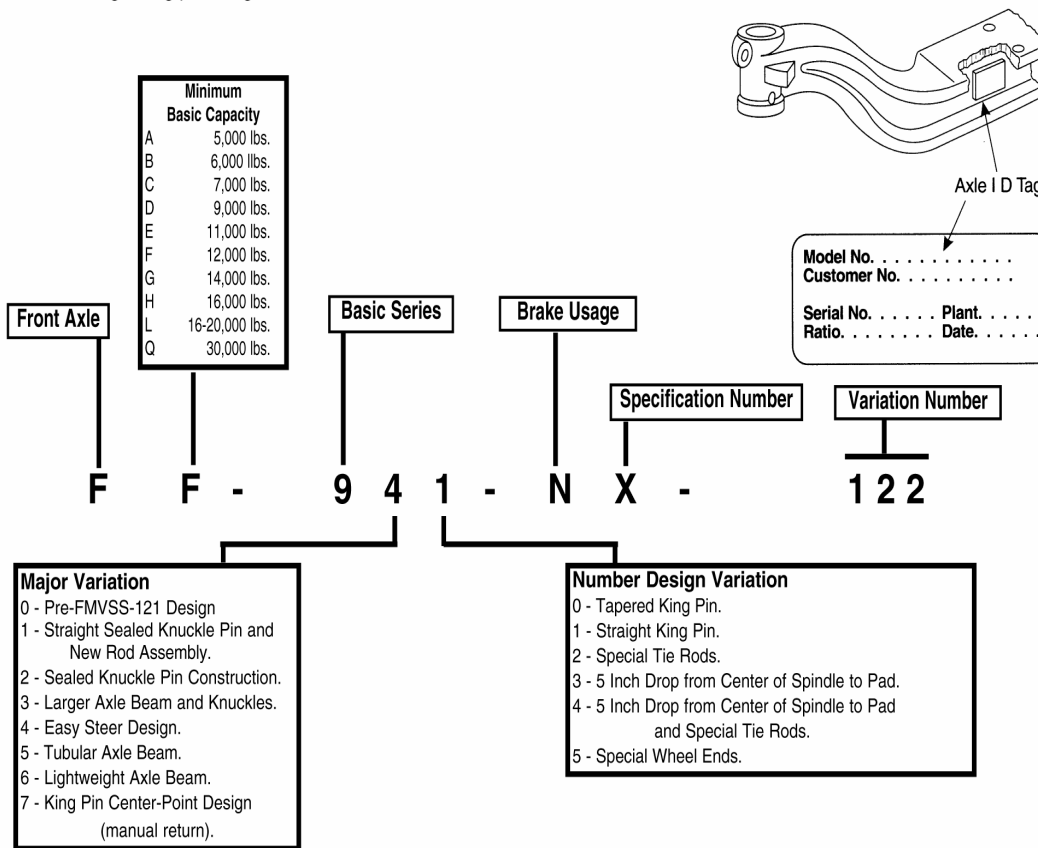 Minimum
Basic Capacity
A 5,000 lbs.
B 6,000 lbs.
C 7,000 lbs.
D 9,000 lbs.
E 11,000 lbs.
F 12,000 lbs.
G 14,000 lbs.
H 16,000 lbs.
L 16-20,000 lbs.
Q 30,000 lbs.
Axle I D Tag
Model No. . . . . . . . . . . . .
Customer No. . . . . . . . . . .
Serial No. . . . . . . Plant. . . . . .
Ratio. . . . . . . . . Date. . . . . . .
Front Axle
Basic Series
Brake Usage
Specification Number
Variation Number
F F - 9 4 1 - N X - 1 2 2
Major Variation
0 - Pre-FMVSS-121 Design
1 - Straight Sealed Knuckle Pin and
New Rod Assembly.
2 - Sealed Knuckle Pin Construction.
3 - Larger Axle Beam and Knuckles.
4 - Easy Steer Design.
5 - Tubular Axle Beam.
6 - Lightweight Axle Beam.
7 - King Pin Center-Point Design
(manual return).
Number Design Variation
0 - Tapered King Pin.
1 - Straight King Pin.
2 - Special Tie Rods.
3 - 5 Inch Drop from Center of Spindle to Pad.
4 - 5 Inch Drop from Center of Spindle to Pad
and Special Tie Rods.
5 - Special Wheel Ends.